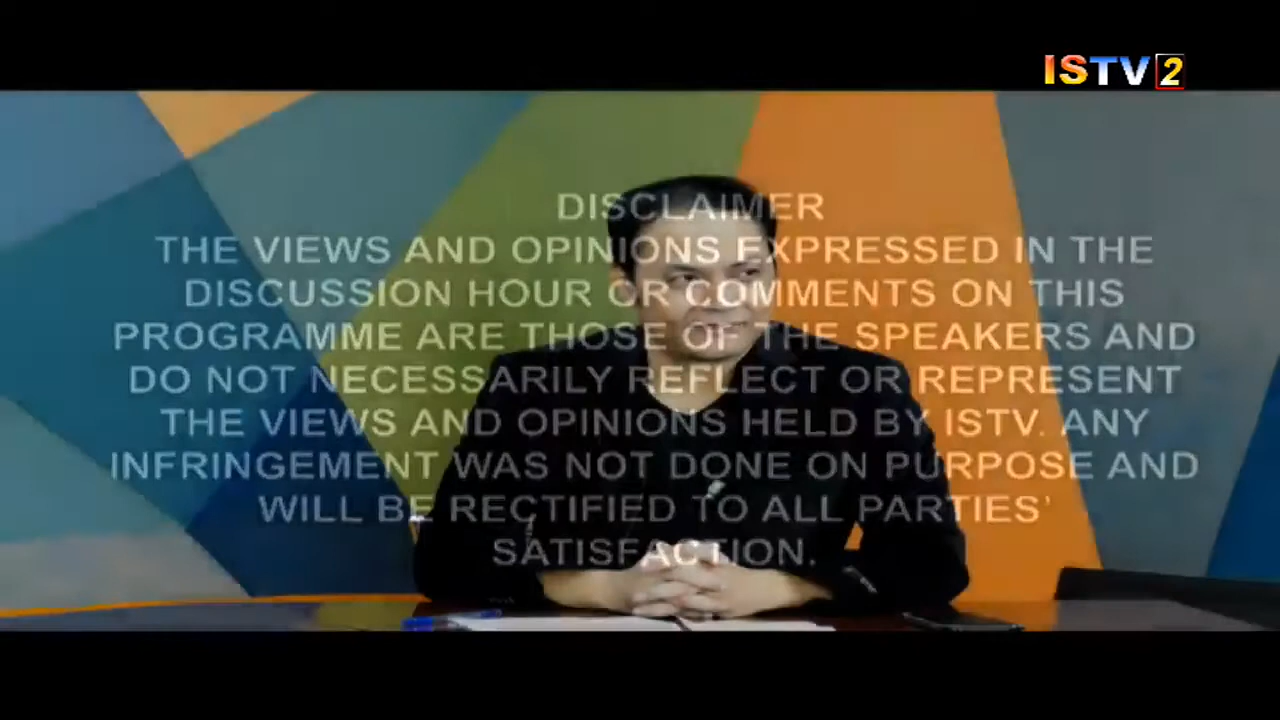 ISTV2
DISCLAIMER
THE VIEWS AND OPINIONS EXPRESSED IN THE
DISCUSSION HOUR OR COMMENTS ON THIS
PROGRAMME ARE THOSE OF THE SPEAKERS AND
DO NOT NECESSARILY REFLECT OR REPRESENT
THE VIEWS AND OPINIONS HELD BY ISTV. ANY
INFRINGEMENT WAS NOT DONE ON PURPOSE AND
WILL BE RECTIFIED TO ALL PARTIES'
SATISFACTION.